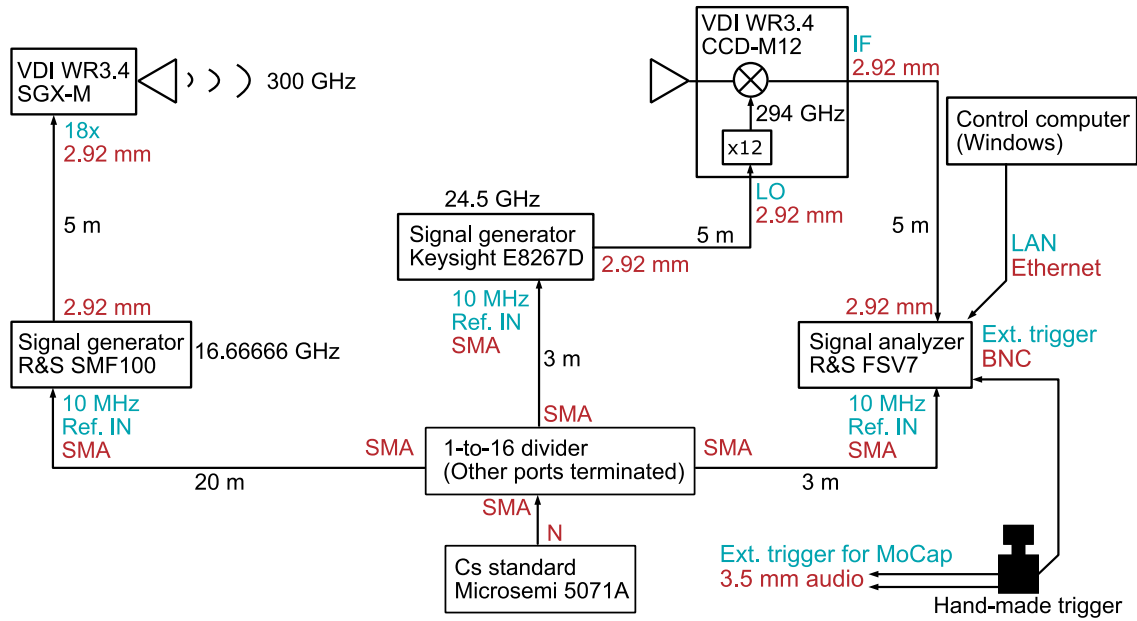 VDI WR3.4
SGX-M
300 GHz
18x
2.92 mm
5 m
2.92 mm
Signal generator
R&S SMF100
16.66666 GHz
10 MHz
Ref. IN
SMA
20 m
VDI WR3.4
CCD-M12
IF
2.92 mm
294 GHz
x12
LO
2.92 mm
24.5 GHz
Signal generator
Keysight E8267D
5 m
2.92 mm
10 MHz
Ref. IN
SMA
3 m
SMA
SMA
1-to-16 divider
(Other ports terminated)
SMA
SMA
N
Cs standard
Microsemi 5071A
3 m
Control computer
(Windows)
5 m
LAN
Ethernet
2.92 mm
Signal analyzer
R&S FSV7
Ext. trigger
BNC
10 MHz
Ref. IN
SMA
Ext. trigger for MoCap
3.5 mm audio
Hand-made trigger